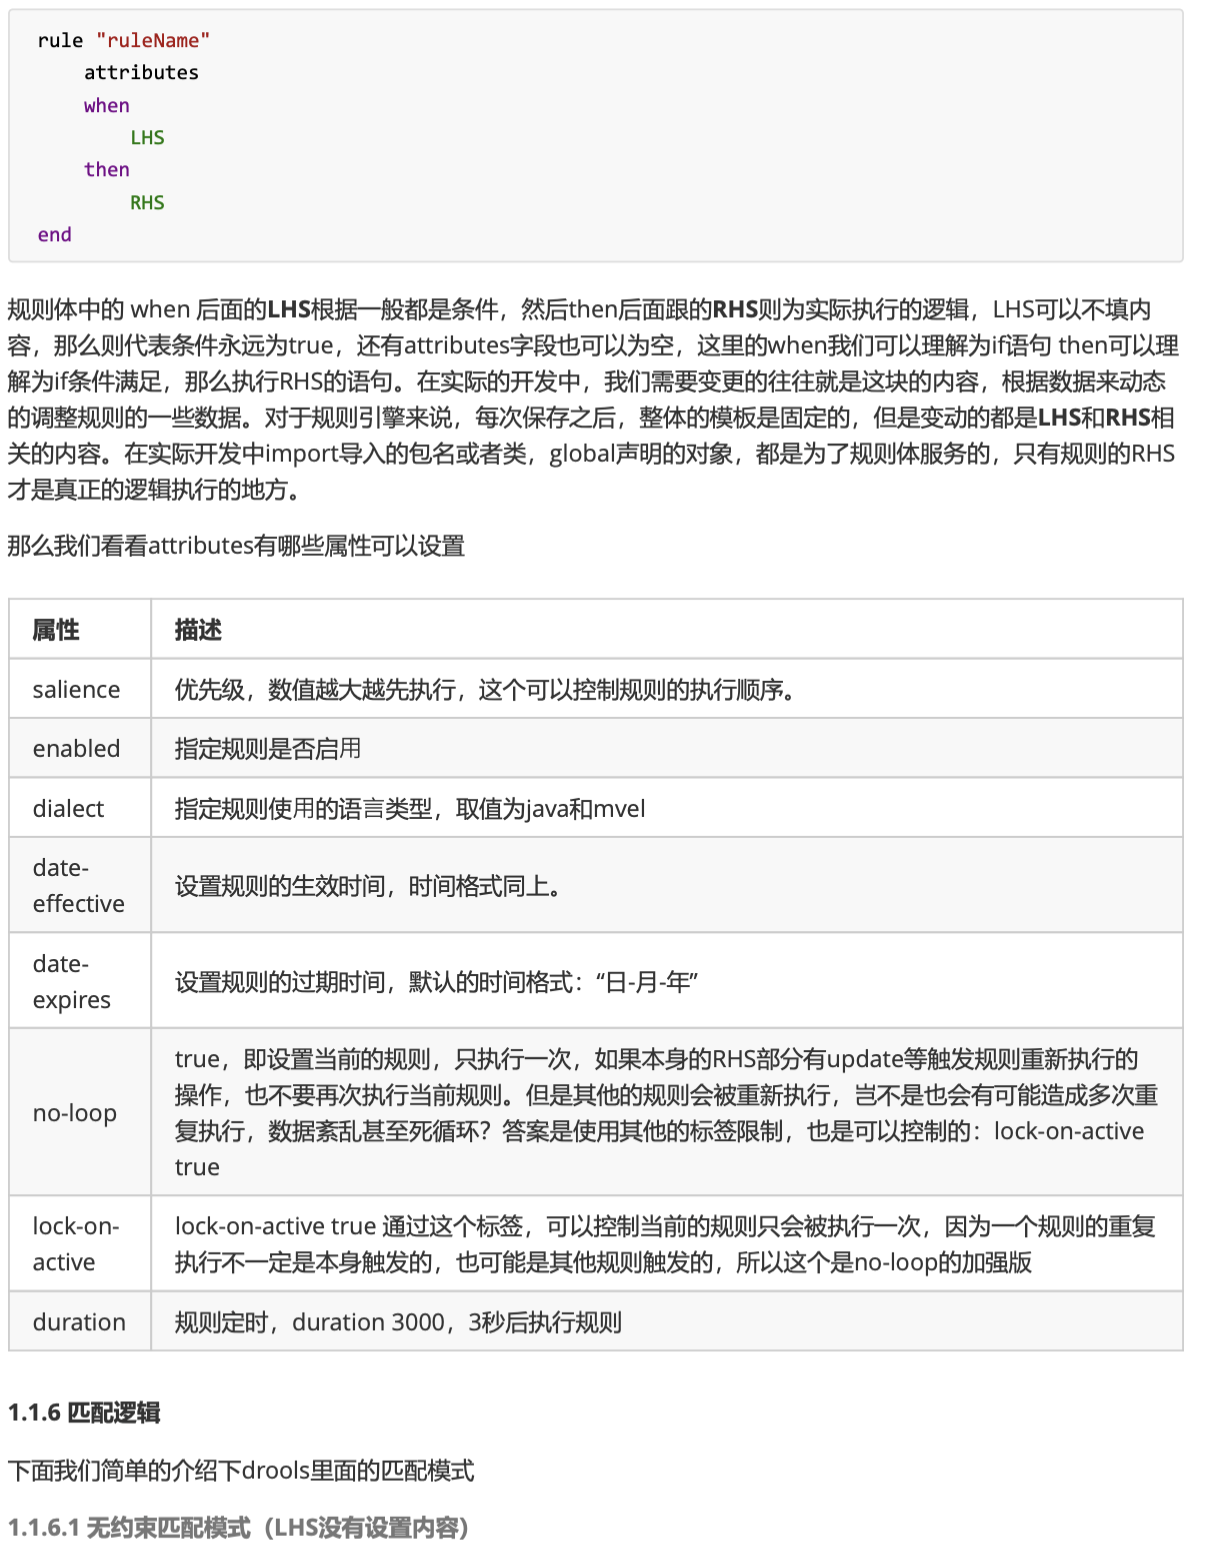 rule "ruleName"
attributes
when
LHS
then
RHS
end
规则体中的 when 后面的LHS根据一般都是条件，然后then后面跟的RHS则为实际执行的逻辑，LHS可以不填内
容，那么则代表条件永远为true，还有attributes字段也可以为空，这里的when我们可以理解为if语句 then可以理
解为if条件满足，那么执行RHS的语句。在实际的开发中，我们需要变更的往往就是这块的内容，根据数据来动态
的调整规则的一些数据。对于规则引擎来说，每次保存之后，整体的模板是固定的，但是变动的都是LHS和RHS相
关的内容。在实际开发中import导入的包名或者类，global声明的对象，都是为了规则体服务的，只有规则的RHS
才是真正的逻辑执行的地方。
那么我们看看attributes有哪些属性可以设置
属性 描述
salience 优先级，数值越大越先执行，这个可以控制规则的执行顺序。
enabled 指定规则是否启用
dialect 指定规则使用的语言类型，取值为java和mvel
date-
effective
设置规则的生效时间，时间格式同上。
date-
expires
设置规则的过期时间，默认的时间格式：“日-月-年”
no-loop
true，即设置当前的规则，只执行一次，如果本身的RHS部分有update等触发规则重新执行的
操作，也不要再次执行当前规则。但是其他的规则会被重新执行，岂不是也会有可能造成多次重
复执行，数据紊乱甚至死循环？答案是使用其他的标签限制，也是可以控制的：lock-on-active
true
lock-on-
active
lock-on-active true 通过这个标签，可以控制当前的规则只会被执行一次，因为一个规则的重复
执行不一定是本身触发的，也可能是其他规则触发的，所以这个是no-loop的加强版
duration 规则定时，duration 3000，3秒后执行规则
1.1.6 匹配逻辑
下面我们简单的介绍下drools里面的匹配模式
1.1.6.1 无约束匹配模式（LHS没有设置内容）